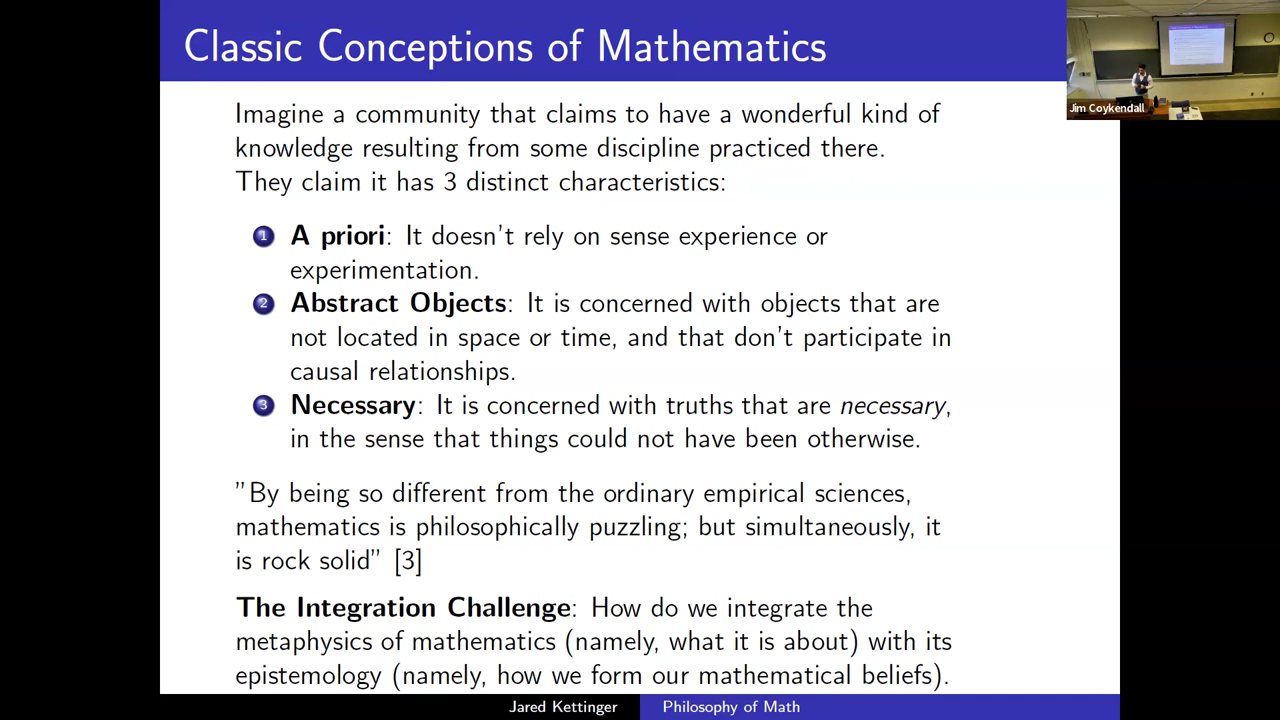 Classic Conceptions of Mathematics
Jim Coykendall
Imagine a community that claims to have a wonderful kind of
knowledge resulting from some discipline practiced there.
They claim it has 3 distinct characteristics:
1 A priori: It doesn't rely on sense experience or
experimentation.
2 Abstract Objects: It is concerned with objects that are
not located in space or time, and that don't participate in
causal relationships.
3 Necessary: It is concerned with truths that are necessary,
in the sense that things could not have been otherwise.
"By being so different from the ordinary empirical sciences,
mathematics is philosophically puzzling; but simultaneously, it
is rock solid" [3]
The Integration Challenge: How do we integrate the
metaphysics of mathematics (namely, what it is about) with its
epistemology (namely, how we form our mathematical beliefs).
Jared Kettinger
Philosophy of Math